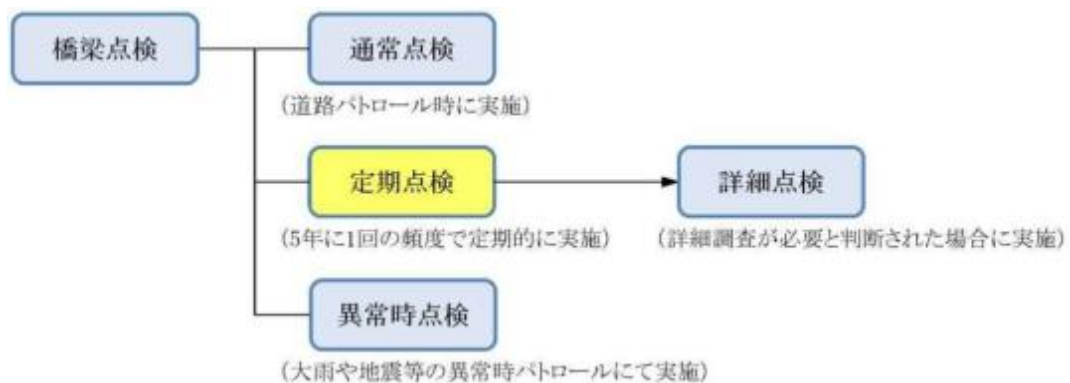 橋梁点検
通常点検
(道路パトロール時に実施)
定期点検
(5年に1回の頻度で定期的に実施)
詳細点検
(詳細調査が必要と判断された場合に実施)
異常時点検
(大雨や地震等の異常時パトロールにて実施)